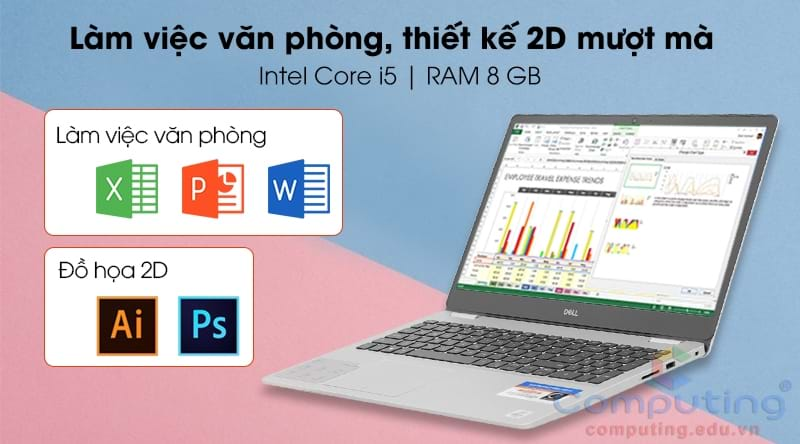 Làm việc văn phòng, thiết kế 2D mượt mà
Intel Core i5 | RAM 8 GB
Làm việc văn phòng
X
P
W
Đồ họa 2D
Ai
Ps
EMPLOYEE TRAVEL EXPENSE TRENDS
DELL
Computing®
computing.edu.vn